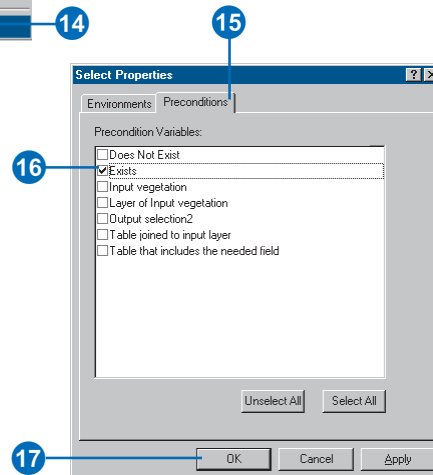 14
15
Select Properties
Environments Preconditions
Precondition Variables:
Does Not Exist
16
Exists
Input vegetation
Layer of Input vegetation
Output selection2
Table joined to input layer
Table that includes the needed field
Unselect All Select All
17
OK Cancel Apply